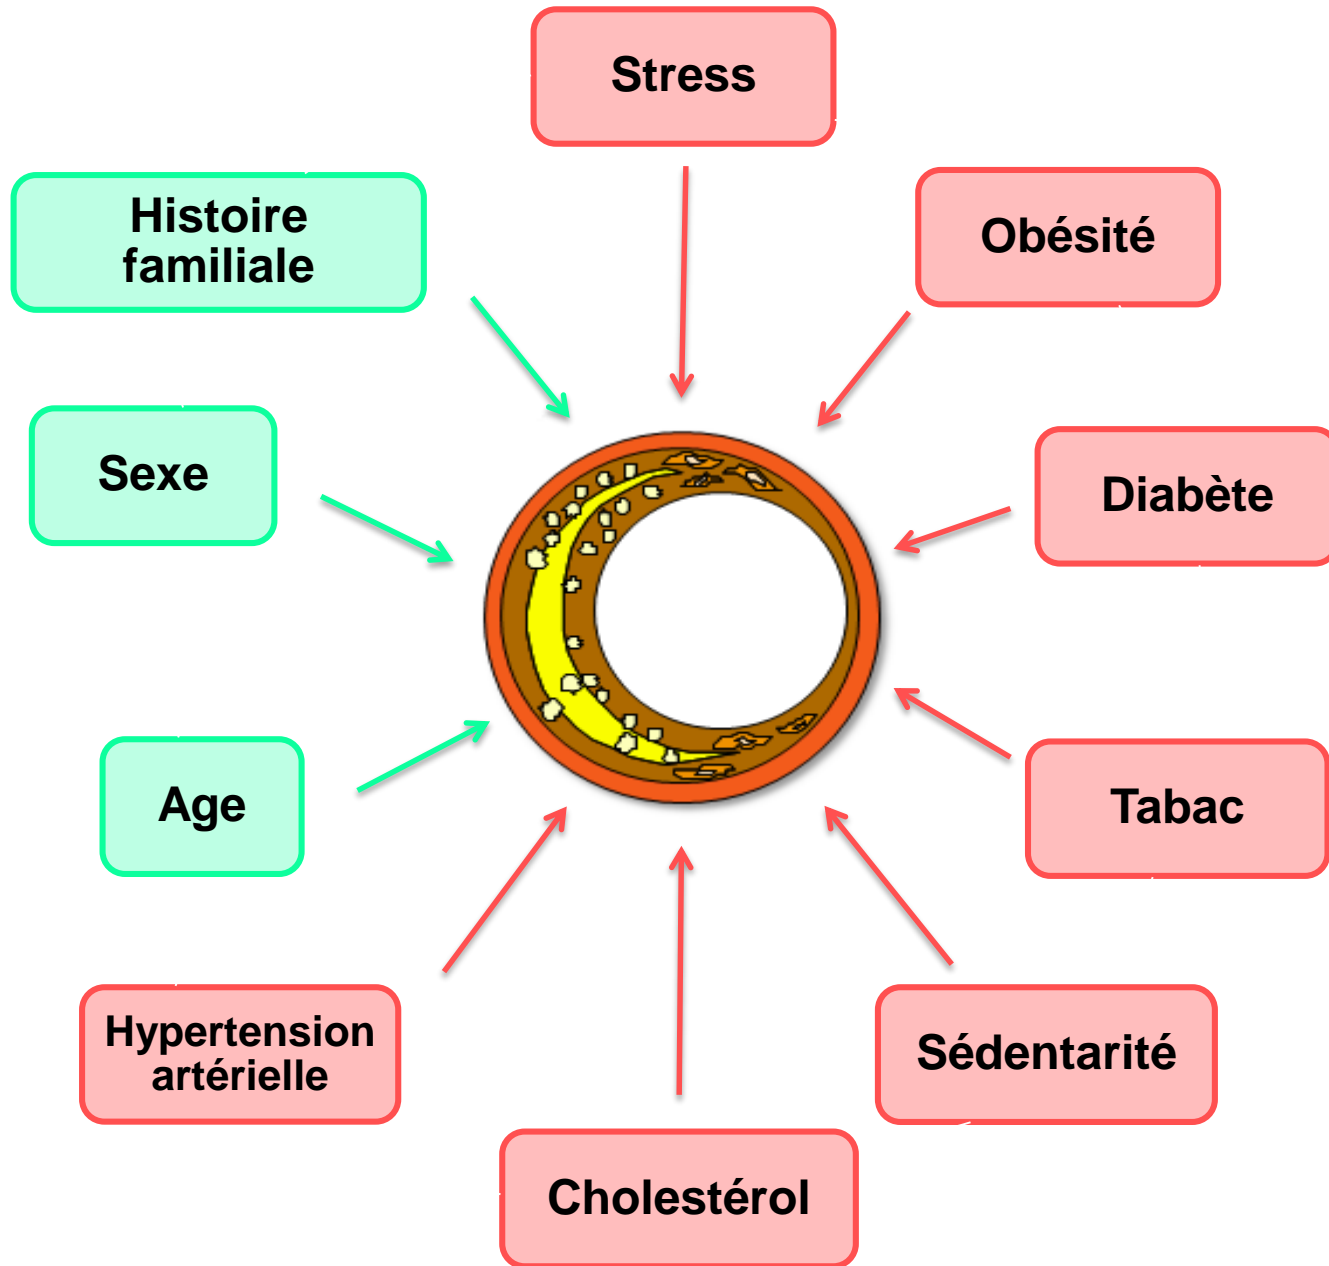 Stress
Histoire
familiale
Obésité
Sexe
Diabète
Age
Tabac
Hypertension
artérielle
Sédentarité
Cholestérol